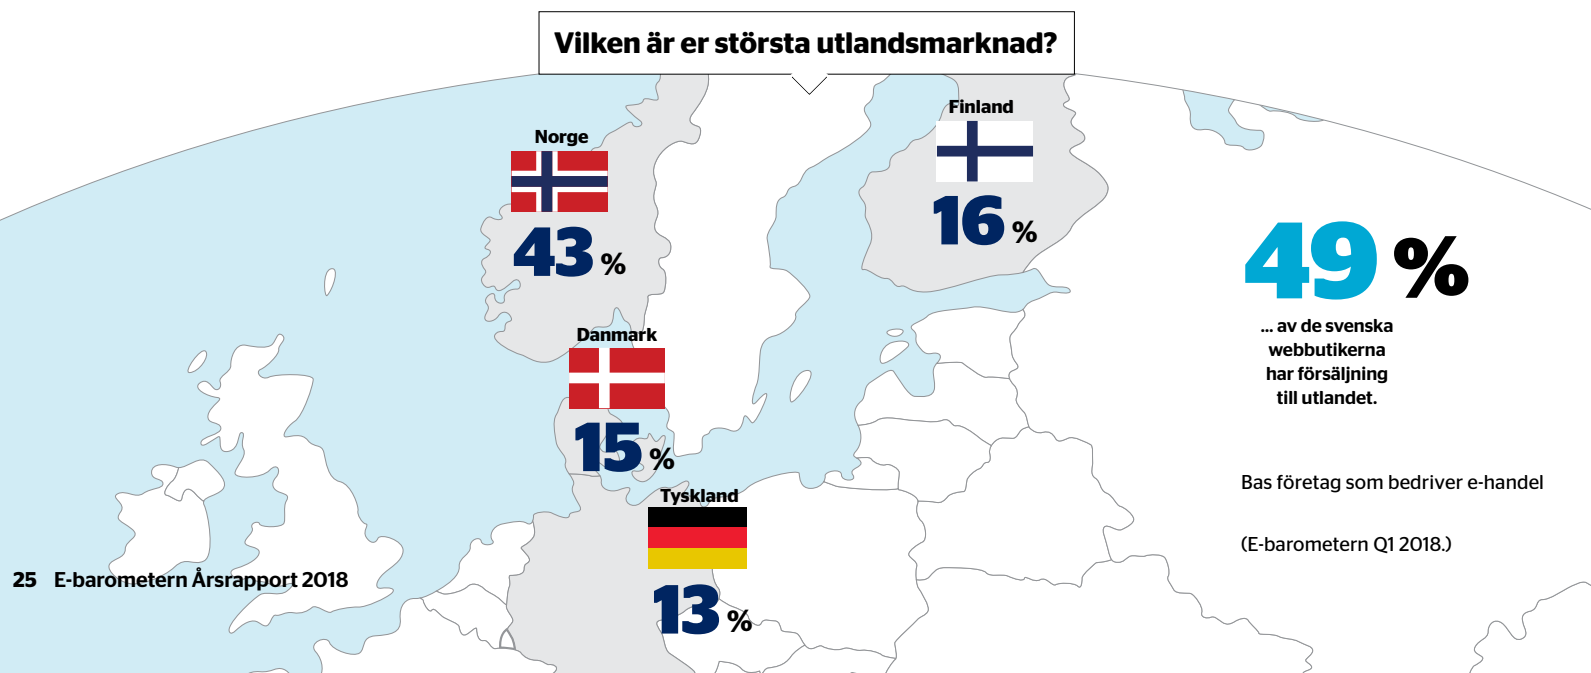 Vilken är er största utlandsmarknad?
Norge
43 %
Finland
16 %
Danmark
15 %
Tyskland
13 %
49 %
... av de svenska
webbutikerna
har försäljning
till utlandet.
Bas företag som bedriver e-handel
(E-barometern Q1 2018.)
25 E-barometern Årsrapport 2018